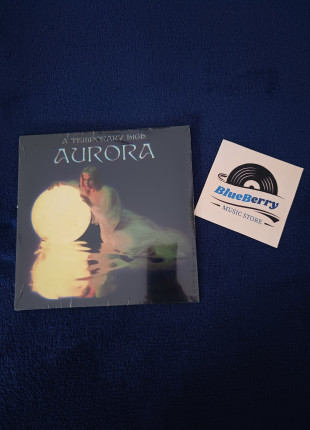 A TEMPORARY HIGH
AURORA
BlueBerry
MUSIC STORE